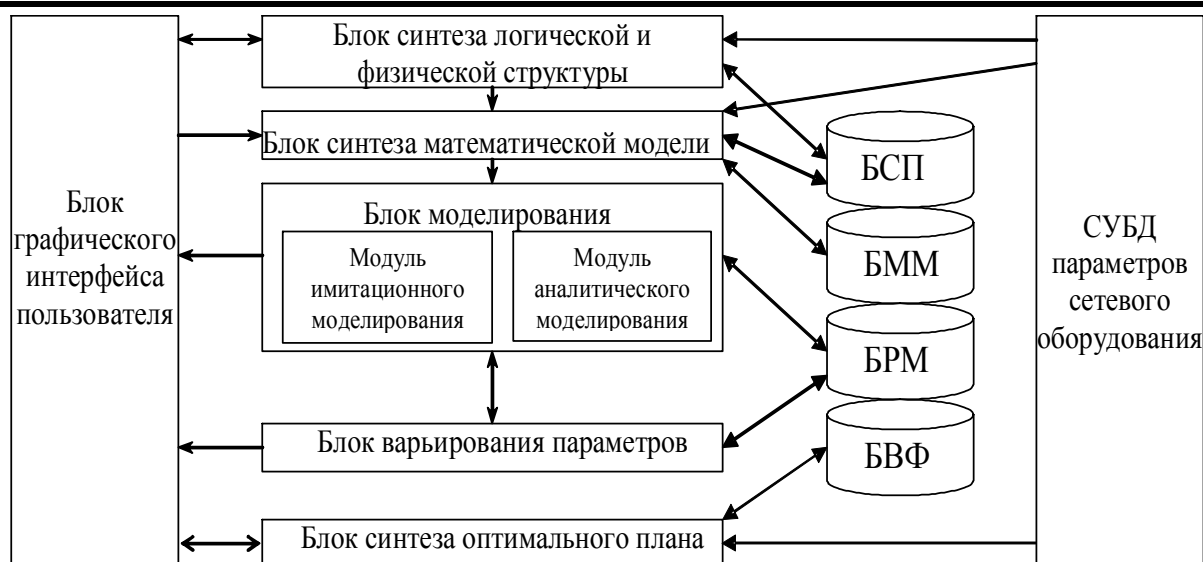 Блок синтеза логической и
физической структуры
Блок синтеза математической модели
Блок
графического
интерфейса
пользователя
Блок моделирования
Модуль
имитационного
моделирования
Модуль
аналитического
моделирования
Блок варьирования параметров
Блок синтеза оптимального плана
БСП
БММ
БРМ
БВФ
СУБД
параметров
сетевого
оборудования